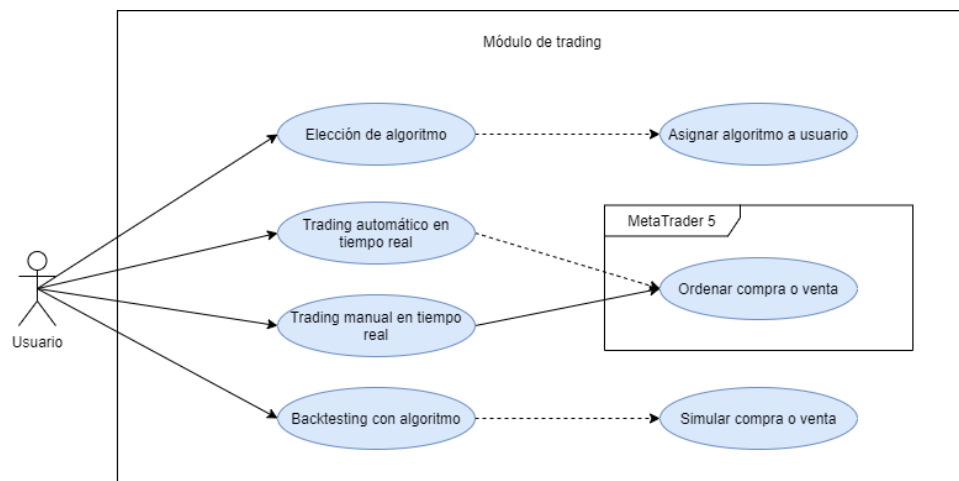 Módulo de trading
Elección de algoritmo
Asignar algoritmo a usuario
Trading automático en
tiempo real
MetaTrader 5
Ordenar compra o venta
Trading manual en tiempo
real
Usuario
Backtesting con algoritmo
Simular compra o venta